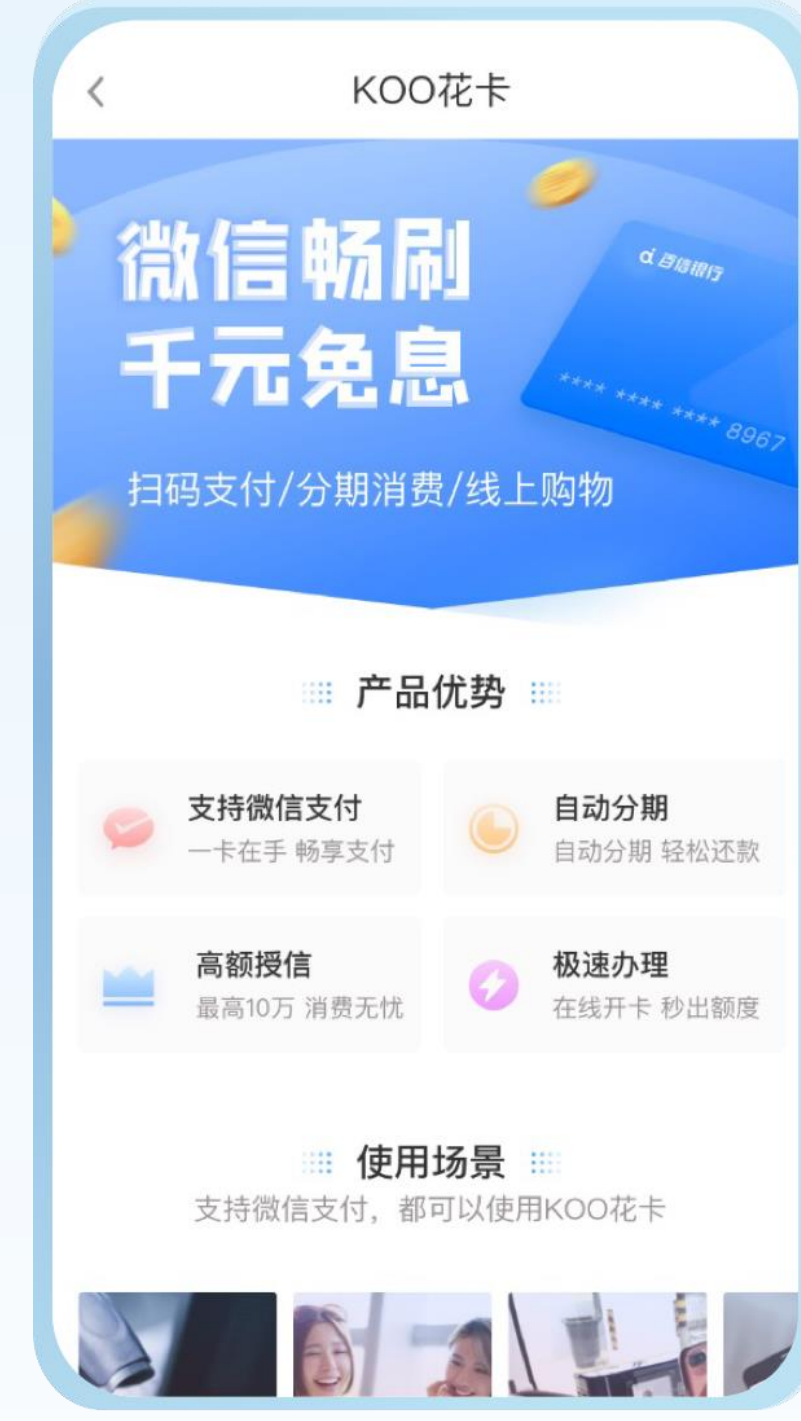 KOO花卡
微信畅刷
千元免息
百信银行
**** **** **** 8967
扫码支付/分期消费/线上购物
产品优势
支持微信支付
一卡在手 畅享支付
自动分期
自动分期 轻松还款
高额授信
最高10万 消费无忧
极速办理
在线开卡 秒出额度
使用场景
支持微信支付，都可以使用KOO花卡